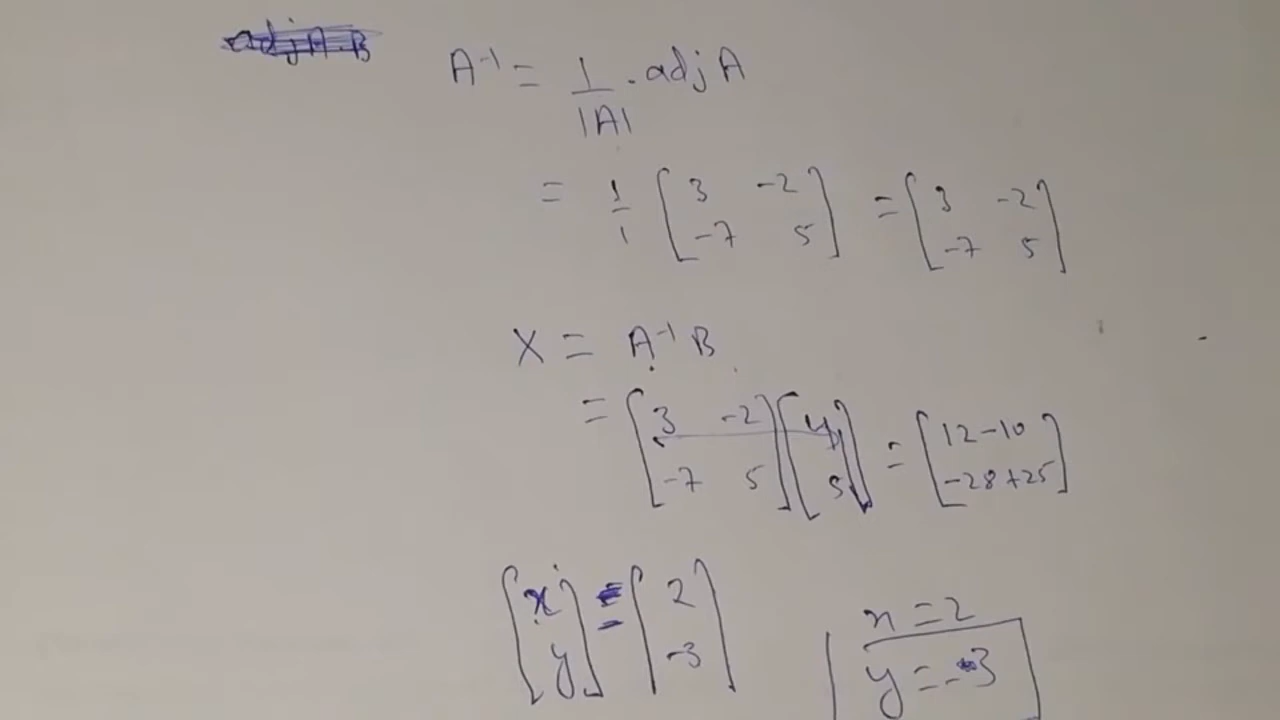 adjA·B
A⁻¹ = 1/|A| . adj A
= 1/1 [3 -2; -7 5] = [3 -2; -7 5]
X = A⁻¹ B
= [3 -2; -7 5] [4; 5] = [12-10; -28+25]
[x; y] = [2; -3]
x = 2
y = -3